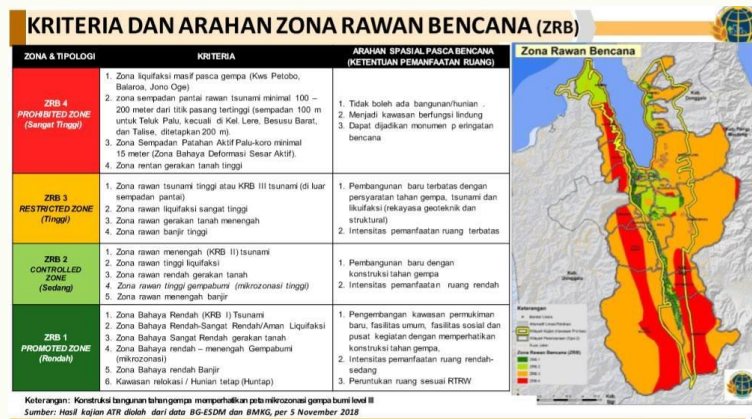 KRITERIA DAN ARAHAN ZONA RAWAN BENCANA (ZRB)
ZONA & TIPOLOGI
KRITERIA
ARAHAN SPASIAL PASCA BENCANA
(KETENTUAN PEMANFAATAN RUANG)
ZRB 4
PROHIBITED ZONE
(Sangat Tinggi)
1. Zona liquifaksi masif pasca gempa (Kws Petobo,
Balaroa, Jono Oge)
2. zona sempadan pantai rawan tsunami minimal 100 –
200 meter dari titik pasang tertinggi (sempadan 100 m
untuk Teluk Palu, kecuali di Kel. Lere, Besusu Barat,
dan Talise, ditetapkan 200 m).
3. Zona Sempadan Patahan Aktif Palu-koro minimal
15 meter (Zona Bahaya Deformasi Sesar Aktif).
4. Zona rentan gerakan tanah tinggi
1. Tidak boleh ada bangunan/hunian .
2. Menjadi kawasan berfungsi lindung
3. Dapat dijadikan monumen p eringatan
bencana
ZRB 3
RESTRICTED ZONE
(Tinggi)
1. Zona rawan tsunami tinggi atau KRB III tsunami (di luar
sempadan pantai)
2. Zona rawan liquifaksi sangat tinggi
3. Zona rawan gerakan tanah menengah
4. Zona rawan banjir tinggi
1. Pembangunan baru terbatas dengan
persyaratan tahan gempa, tsunami dan
likuifaksi (rekayasa geoteknik dan
struktural)
2. Intensitas pemanfaatan ruang terbatas
ZRB 2
CONTROLLED
ZONE
(Sedang)
1. Zona rawan menengah (KRB II) tsunami
2. Zona rawan tinggi liquifaksi
3. Zona rawan rendah gerakan tanah
4. Zona rawan tinggi gempabumi (mikrozonasi tinggi)
5. Zona rawan menengah banjir
1. Pembangunan baru dengan
konstruksi tahan gempa
2. Intensitas pemanfaatan ruang rendah
ZRB 1
PROMOTED ZONE
(Rendah)
1. Zona Bahaya Rendah (KRB I) Tsunami
2. Zona Bahaya Rendah-Sangat Rendah/Aman Liquifaksi
3. Zona Bahaya Sangat Rendah gerakan tanah
4. Zona Bahaya rendah – menengah Gempabumi
(mikrozonasi)
5. Zona Bahaya rendah Banjir
6. Kawasan relokasi / Hunian tetap (Huntap)
1. Pengembangan kawasan permukiman
baru, fasilitas umum, fasilitas sosial dan
pusat kegiatan dengan memperhatikan
konstruksi tahan gempa,
2. Intensitas pemanfaatan ruang rendah-
sedang
3. Peruntukan ruang sesuai RTRW
Keterangan: Konstruksi bangunan tahan gempa memperhatikan peta mikrozonasi gempa bumi level III
Sumber: Hasil kajian ATR diolah dari data BG-ESDM dan BMKG, per 5 November 2018
Zona Rawan Bencana
Keterangan
Zona Rawan Bencana (ZRB)